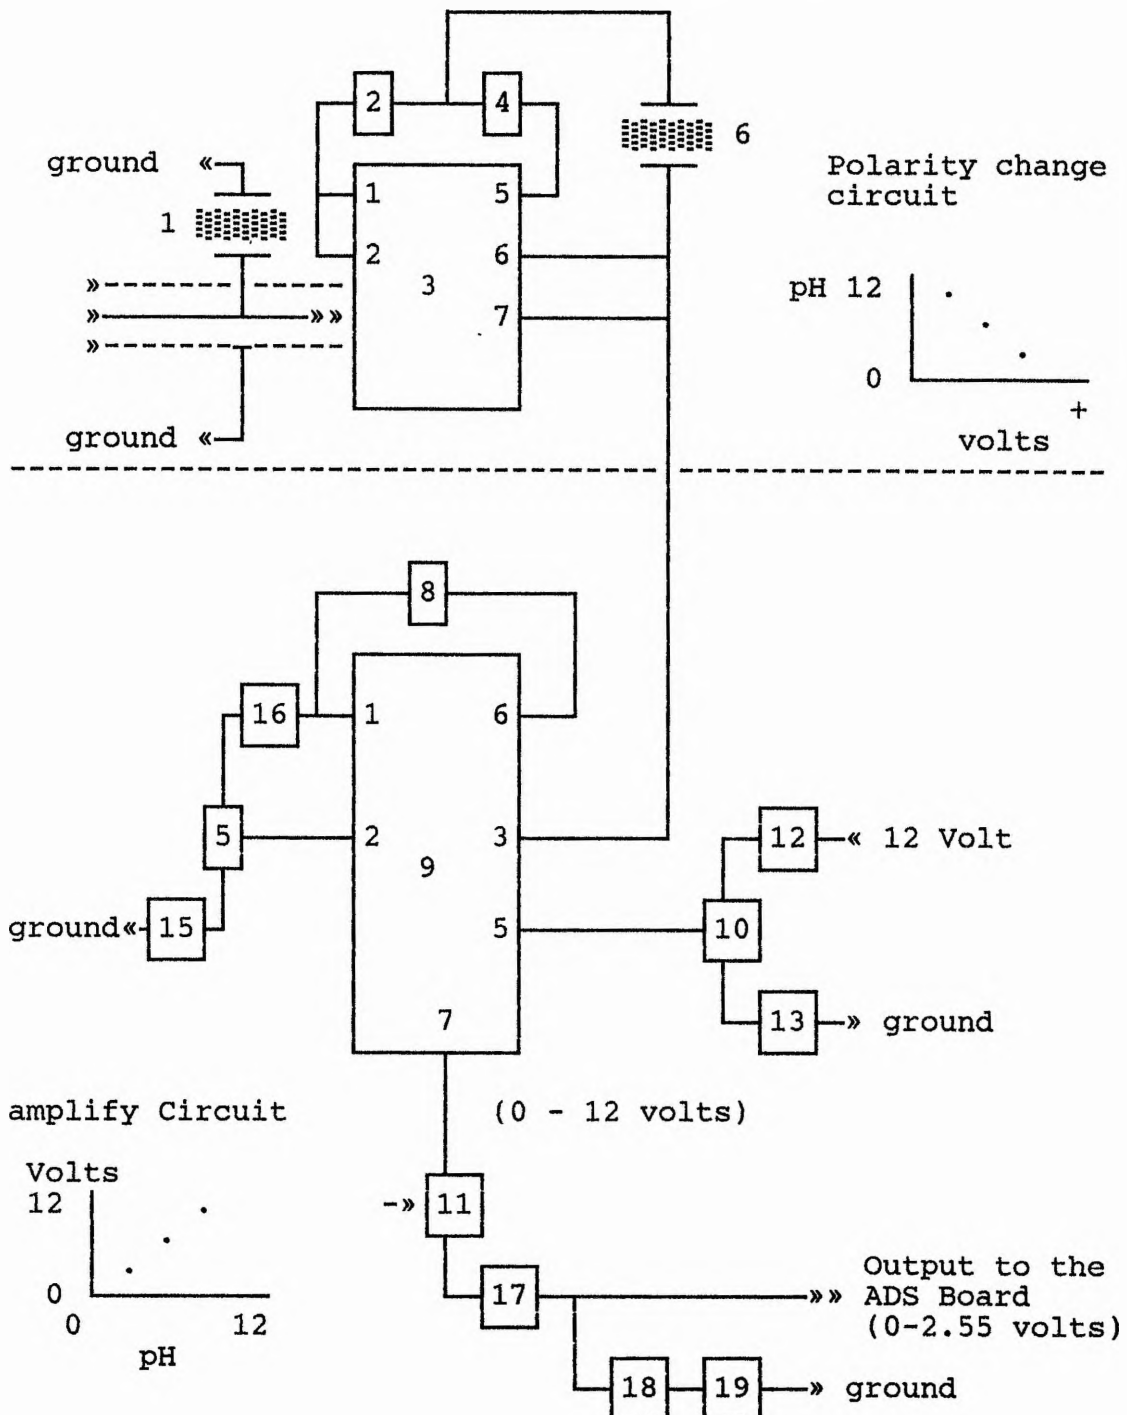 2 4
6
ground «
Polarity change
circuit
1
1 5
2 6
3
7
»
» »»
»
ground «
pH 12
0
+
volts
8
16 1 6
5 2 3
9
12 « 12 Volt
ground« 15
5 10
7
13 » ground
amplify Circuit
(0 - 12 volts)
Volts
12
0
0 12
pH
-» 11
17 »» Output to the
ADS Board
(0-2.55 volts)
18 19 » ground